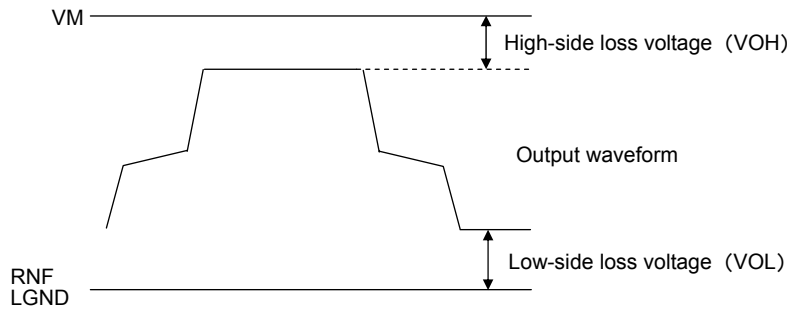 VM
High-side loss voltage（VOH）
Output waveform
Low-side loss voltage（VOL）
RNF
LGND